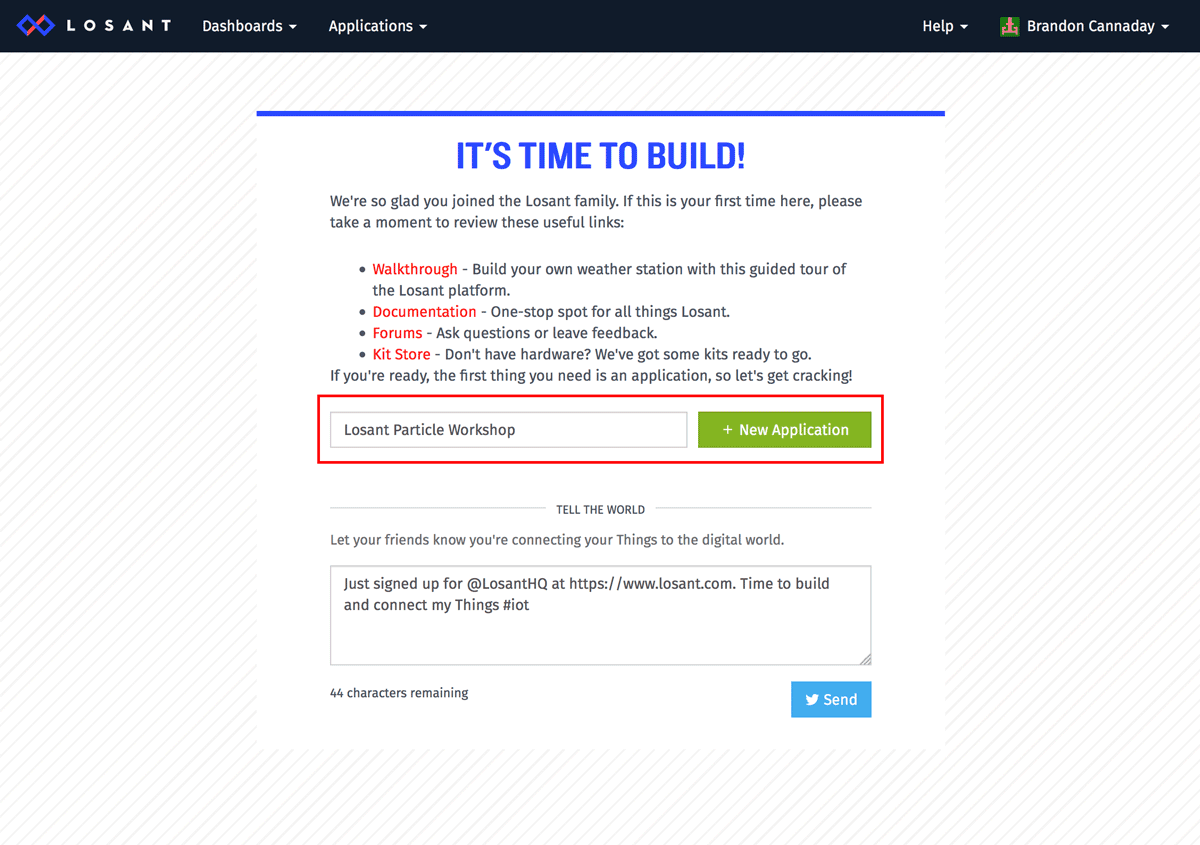 LOSANT
Dashboards
Applications
Help
Brandon Cannaday
IT'S TIME TO BUILD!
We're so glad you joined the Losant family. If this is your first time here, please
take a moment to review these useful links:
Walkthrough - Build your own weather station with this guided tour of
the Losant platform.
Documentation - One-stop spot for all things Losant.
Forums - Ask questions or leave feedback.
Kit Store - Don't have hardware? We've got some kits ready to go.
If you're ready, the first thing you need is an application, so let's get cracking!
Losant Particle Workshop
+ New Application
TELL THE WORLD
Let your friends know you're connecting your Things to the digital world.
Just signed up for @LosantHQ at https://www.losant.com. Time to build
and connect my Things #iot
44 characters remaining
Send